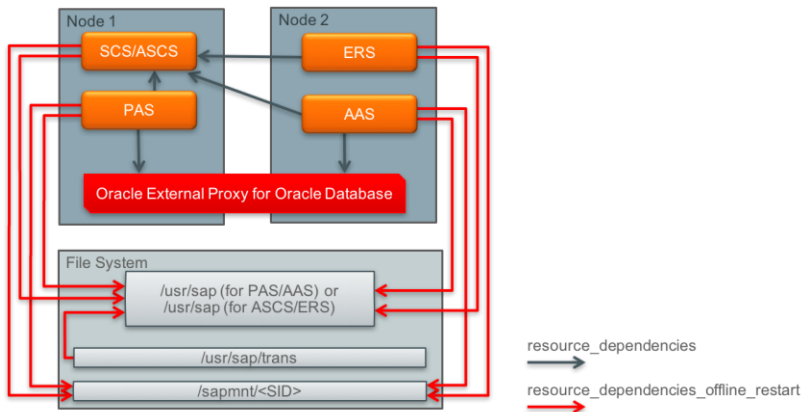 Node 1
Node 2
SCS/ASCS
ERS
PAS
AAS
Oracle External Proxy for Oracle Database
File System
/usr/sap (for PAS/AAS) or
/usr/sap (for ASCS/ERS)
/usr/sap/trans
/sapmnt/<SID>
resource_dependencies
resource_dependencies_offline_restart